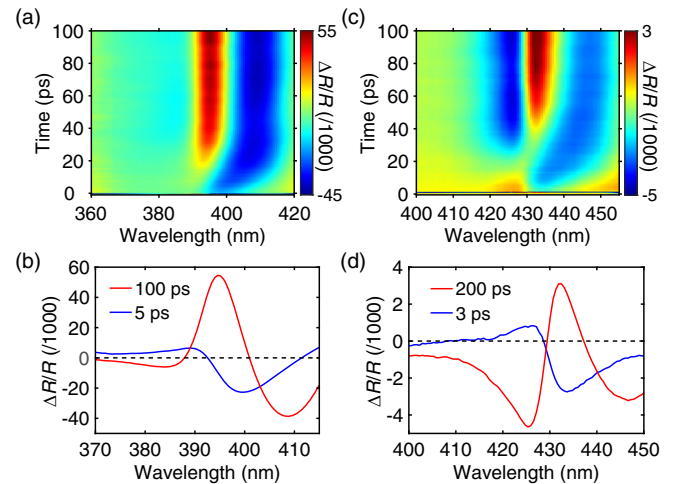 (a)
100
80
60
40
20
0
Time (ps)
360
380
400
420
Wavelength (nm)
55
-45
ΔR/R (/1000)
(c)
100
80
60
40
20
0
Time (ps)
400
410
420
430
440
450
Wavelength (nm)
3
-5
ΔR/R (/1000)
(b)
60
40
20
0
-20
-40
ΔR/R (/1000)
100 ps
5 ps
370
380
390
400
410
Wavelength (nm)
(d)
4
2
0
-2
-4
ΔR/R (/1000)
200 ps
3 ps
400
410
420
430
440
450
Wavelength (nm)